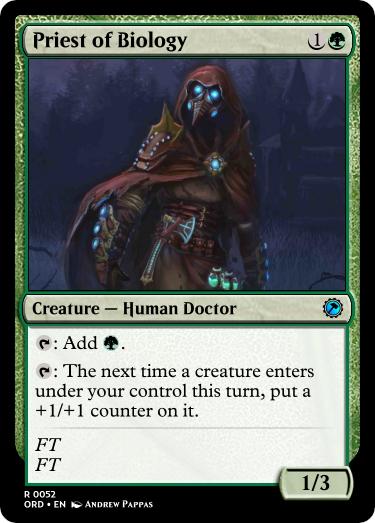 Priest of Biology 1
Creature — Human Doctor
: Add .
: The next time a creature enters
under your control this turn, put a
+1/+1 counter on it.
FT
FT
1/3
R 0052
ORD • EN Andrew Pappas